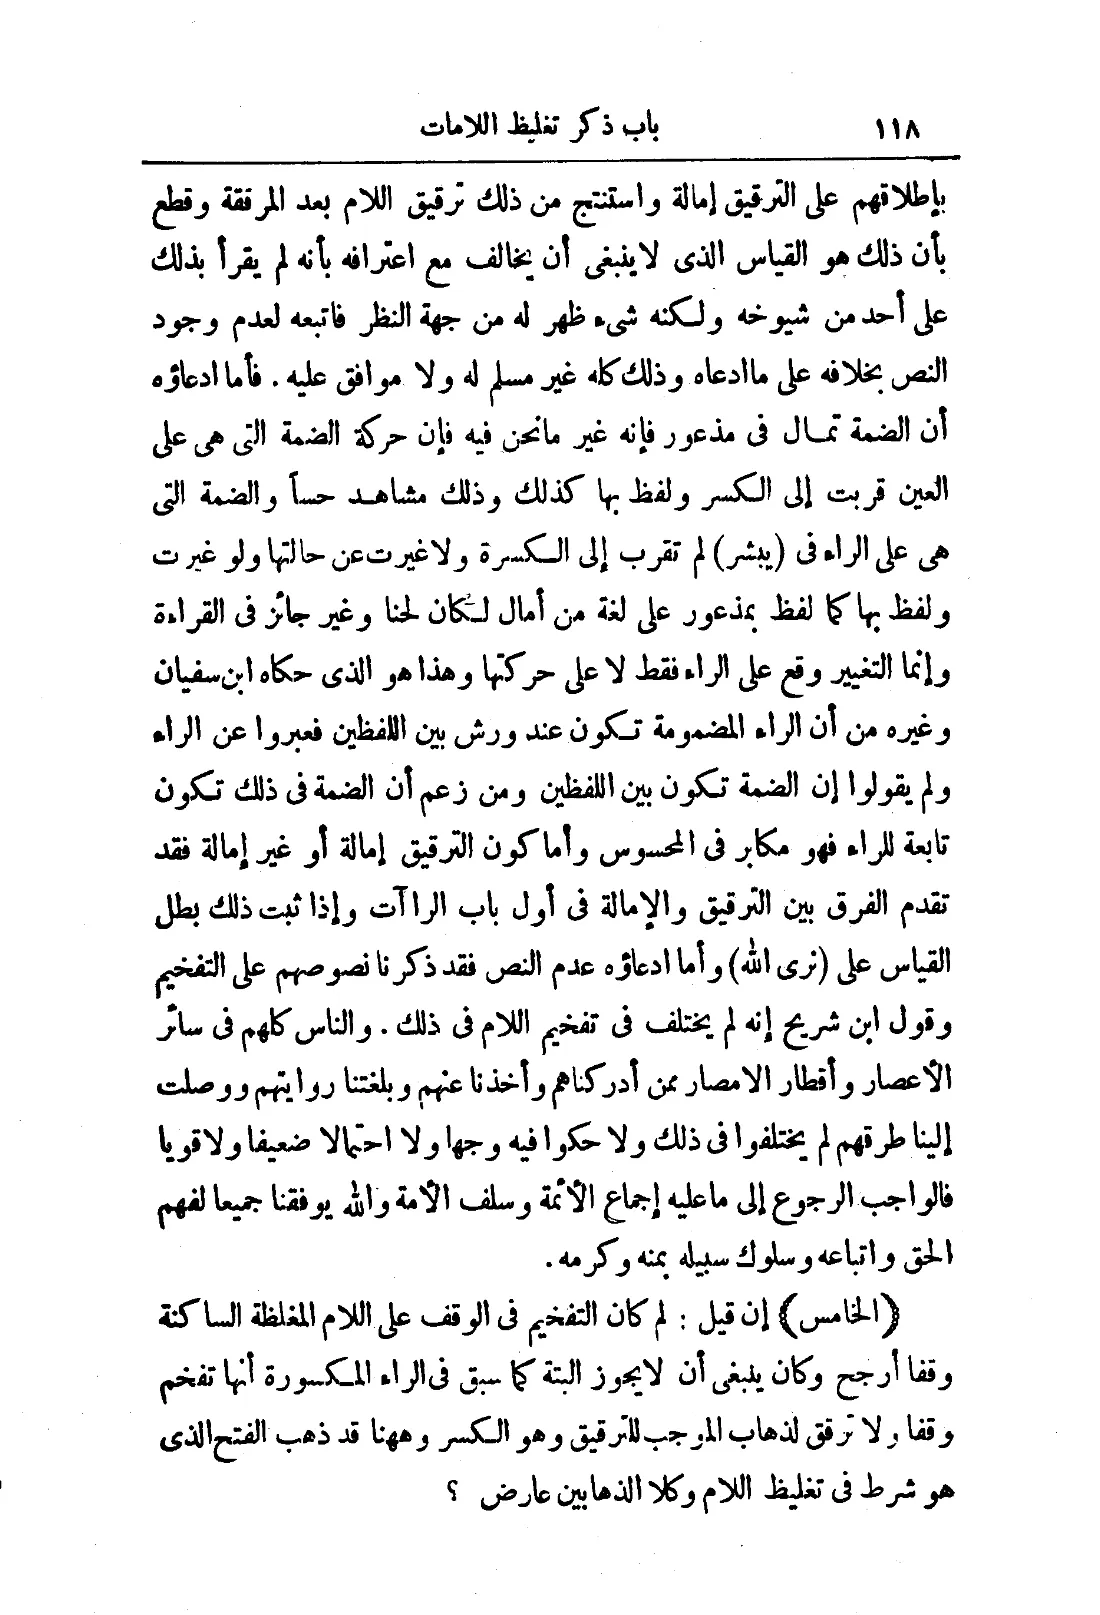 ١١٨ باب ذكر تغليظ اللامات
بإطلاقهم على الترقيق إمالة واستنتج من ذلك ترقيق اللام بعد المرققة وقطع
بأن ذلك هو القياس الذى لاينبغى أن يخالف مع اعترافه بأنه لم يقرأ بذلك
على أحد من شيوخه ولكنه شىء ظهر له من جهة النظر فاتبعه لعدم وجود
النص بخلافه على ماادعاه وذلك كله غير مسلم له ولا موافق عليه . فأما ادعاؤه
أن الضمة تمال فى مذعور فإنه غير مانحن فيه فإن حركة الضمة التى هى على
العين قربت إلى الكسر ولفظ بها كذلك وذلك مشاهد حساً والضمة التى
هى على الراء فى (يبشر) لم تقرب إلى الكسرة ولاغيرت عن حالتها ولو غيرت
ولفظ بها كما لفظ بمذعور على لغة من أمال لكان لحنا وغير جائز فى القراءة
وإنما التغيير وقع على الراء فقط لا على حركتها وهذا هو الذى حكاه ابن سفيان
وغيره من أن الراء المضمومة تكون عند ورش بين اللفظين فعبروا عن الراء
ولم يقولوا إن الضمة تكون بين اللفظين ومن زعم أن الضمة فى ذلك تكون
تابعة للراء فهو مكابر فى المحسوس وأما كون الترقيق إمالة أو غير إمالة فقد
تقدم الفرق بين الترقيق والإمالة فى أول باب الراآت وإذا ثبت ذلك بطل
القياس على (نرى الله) وأما ادعاؤه عدم النص فقد ذكرنا نصوصهم على التفخيم
وقول ابن شريح إنه لم يختلف فى تفخيم اللام فى ذلك . والناس كلهم فى سائر
الأعصار وأقطار الامصار ممن أدركناهم وأخذنا عنهم وبلغتنا روايتهم ووصلت
إلينا طرقهم لم يختلفوا فى ذلك ولا حكوا فيه وجها ولا احتمالا ضعيفا ولاقويا
فالواجب الرجوع إلى ماعليه إجماع الأئمة وسلف الأمة والله يوفقنا جميعا لفهم
الحق واتباعه وسلوك سبيله بمنه وكرمه .
(الخامس) إن قيل : لم كان التفخيم فى الوقف على اللام المغلظة الساكنة
وقفا أرجح وكان ينبغى أن لايجوز البتة كما سبق فى الراء المكسورة أنها تفخم
وقفا ولا ترقق لذهاب الموجب للترقيق وهو الكسر وههنا قد ذهب الفتح الذى
هو شرط فى تغليظ اللام وكلا الذهابين عارض ؟